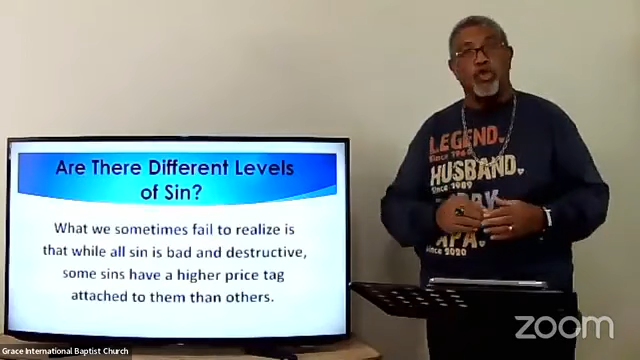 Are There Different Levels
of Sin?
What we sometimes fail to realize is
that while all sin is bad and destructive,
some sins have a higher price tag
attached to them than others.
LEGEND.
HUSBAND.
Since 1989
PAPA.
Since 2020
zoom
Grace International Baptist Church